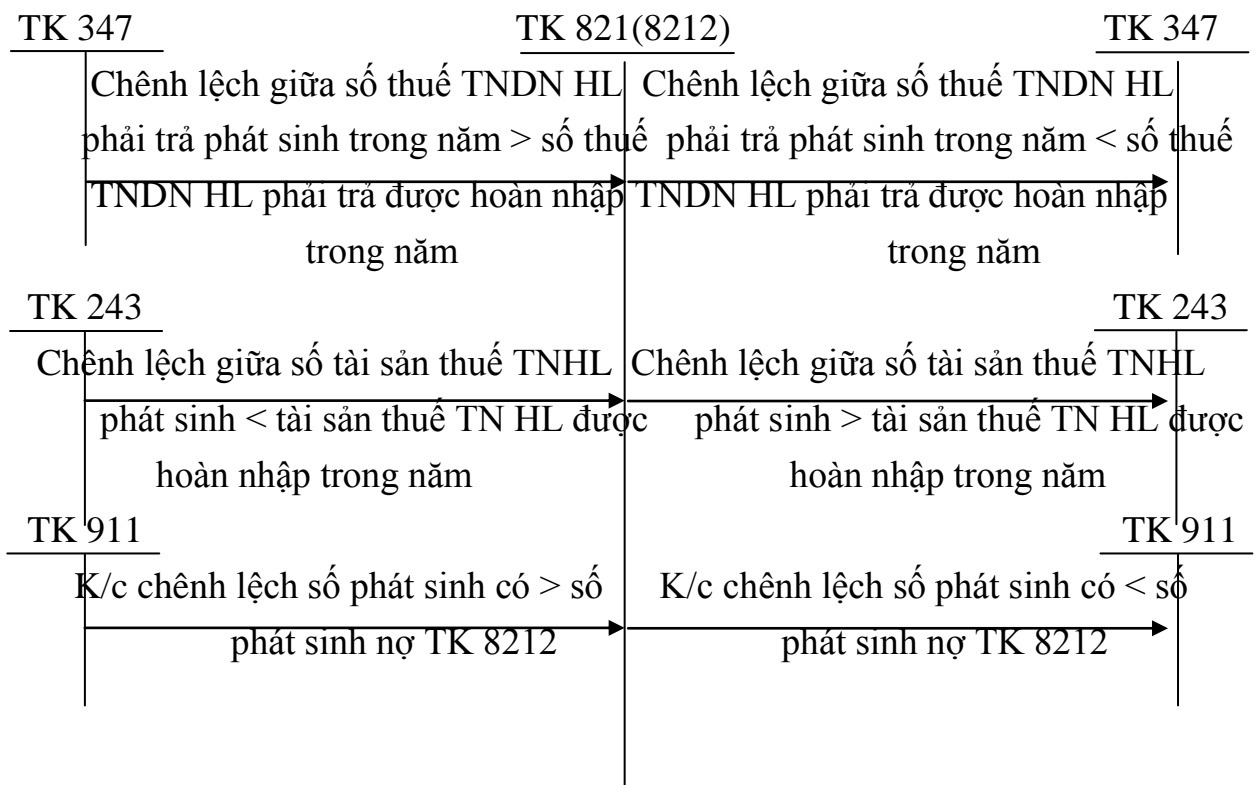 TK 347 TK 821(8212) TK 347
Chênh lệch giữa số thuế TNDN HL
phải trả phát sinh trong năm > số thuế
TNDN HL phải trả được hoàn nhập
trong năm
Chênh lệch giữa số thuế TNDN HL
phải trả phát sinh trong năm < số thuế
TNDN HL phải trả được hoàn nhập
trong năm
TK 243 TK 243
Chênh lệch giữa số tài sản thuế TNHL
phát sinh < tài sản thuế TN HL được
hoàn nhập trong năm
Chênh lệch giữa số tài sản thuế TNHL
phát sinh > tài sản thuế TN HL được
hoàn nhập trong năm
TK 911 TK 911
K/c chênh lệch số phát sinh có > số
phát sinh nợ TK 8212
K/c chênh lệch số phát sinh có < số
phát sinh nợ TK 8212